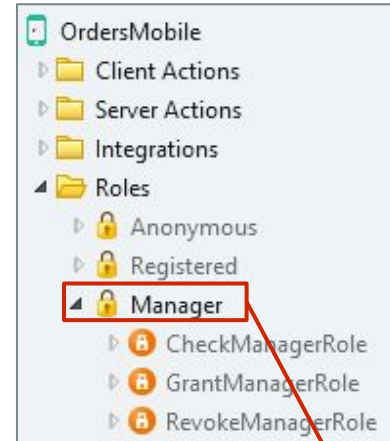 OrdersMobile
Client Actions
Server Actions
Integrations
Roles
Anonymous
Registered
Manager
CheckManagerRole
GrantManagerRole
RevokeManagerRole